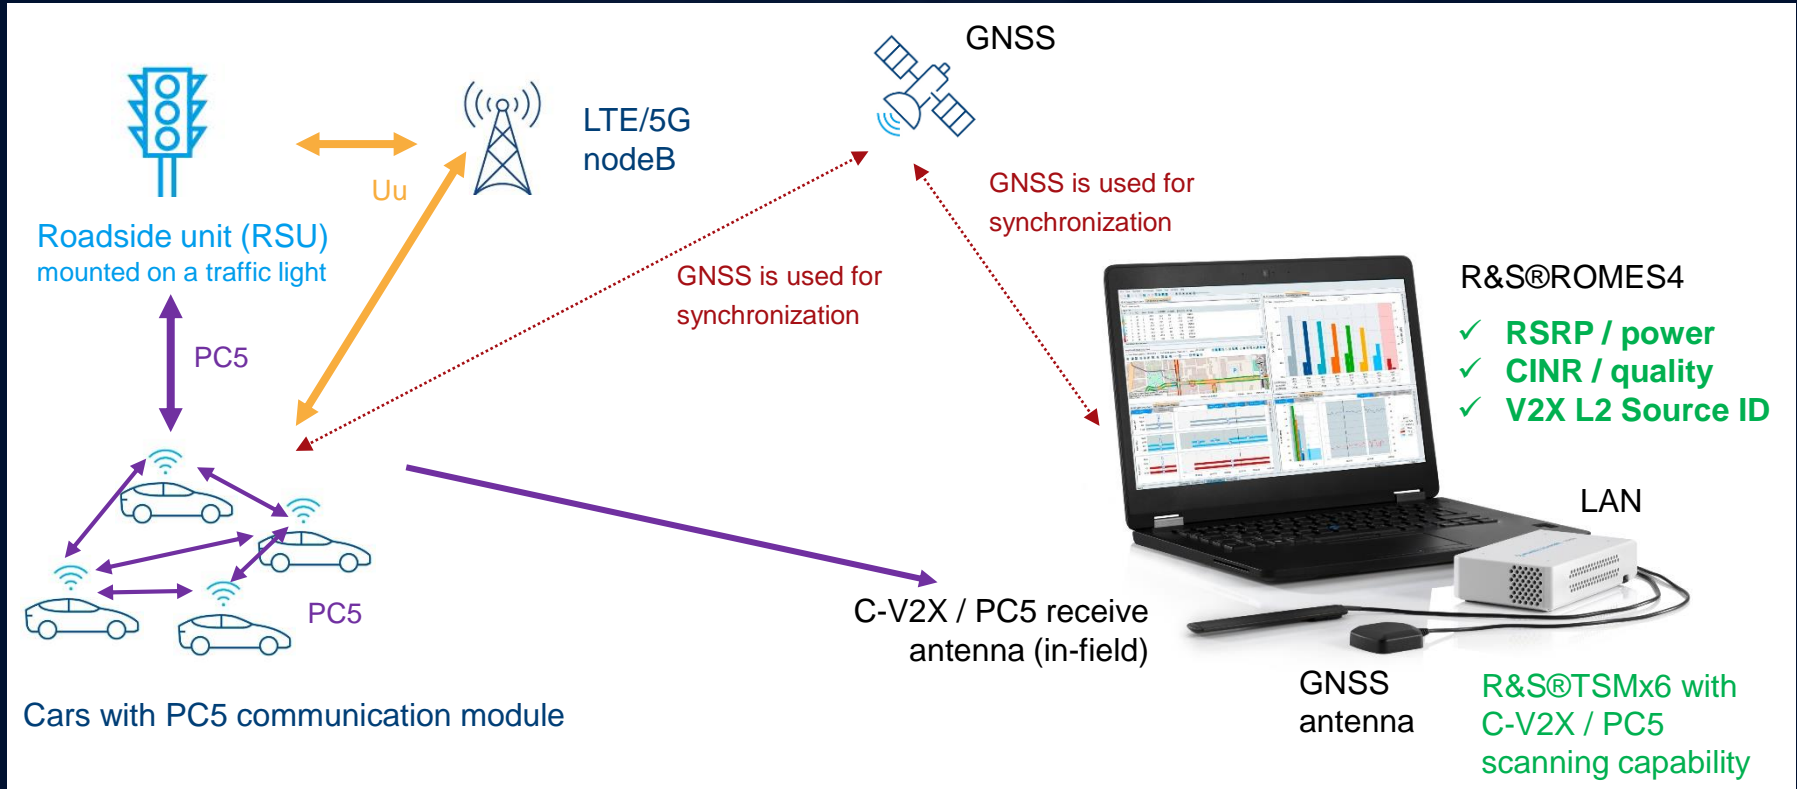 GNSS
LTE/5G
nodeB
Uu
GNSS is used for
synchronization
Roadside unit (RSU)
mounted on a traffic light
GNSS is used for
synchronization
R&S®ROMES4
✓ RSRP / power
✓ CINR / quality
✓ V2X L2 Source ID
PC5
LAN
C-V2X / PC5 receive
antenna (in-field)
PC5
GNSS
antenna
R&S®TSMx6 with
C-V2X / PC5
scanning capability
Cars with PC5 communication module